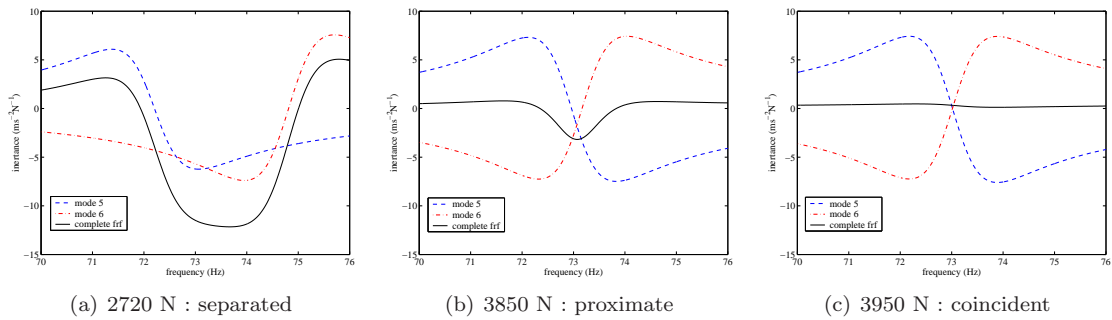 10
5
0
−5
−10
−15
70 71 72 73 74 75 76
inertance (ms⁻²N⁻¹)
frequency (Hz)
mode 5
mode 6
complete frf
(a) 2720 N : separated
10
5
0
−5
−10
−15
70 71 72 73 74 75 76
inertance (ms⁻²N⁻¹)
frequency (Hz)
mode 5
mode 6
complete frf
(b) 3850 N : proximate
10
5
0
−5
−10
−15
70 71 72 73 74 75 76
inertance (ms⁻²N⁻¹)
frequency (Hz)
mode 5
mode 6
complete frf
(c) 3950 N : coincident